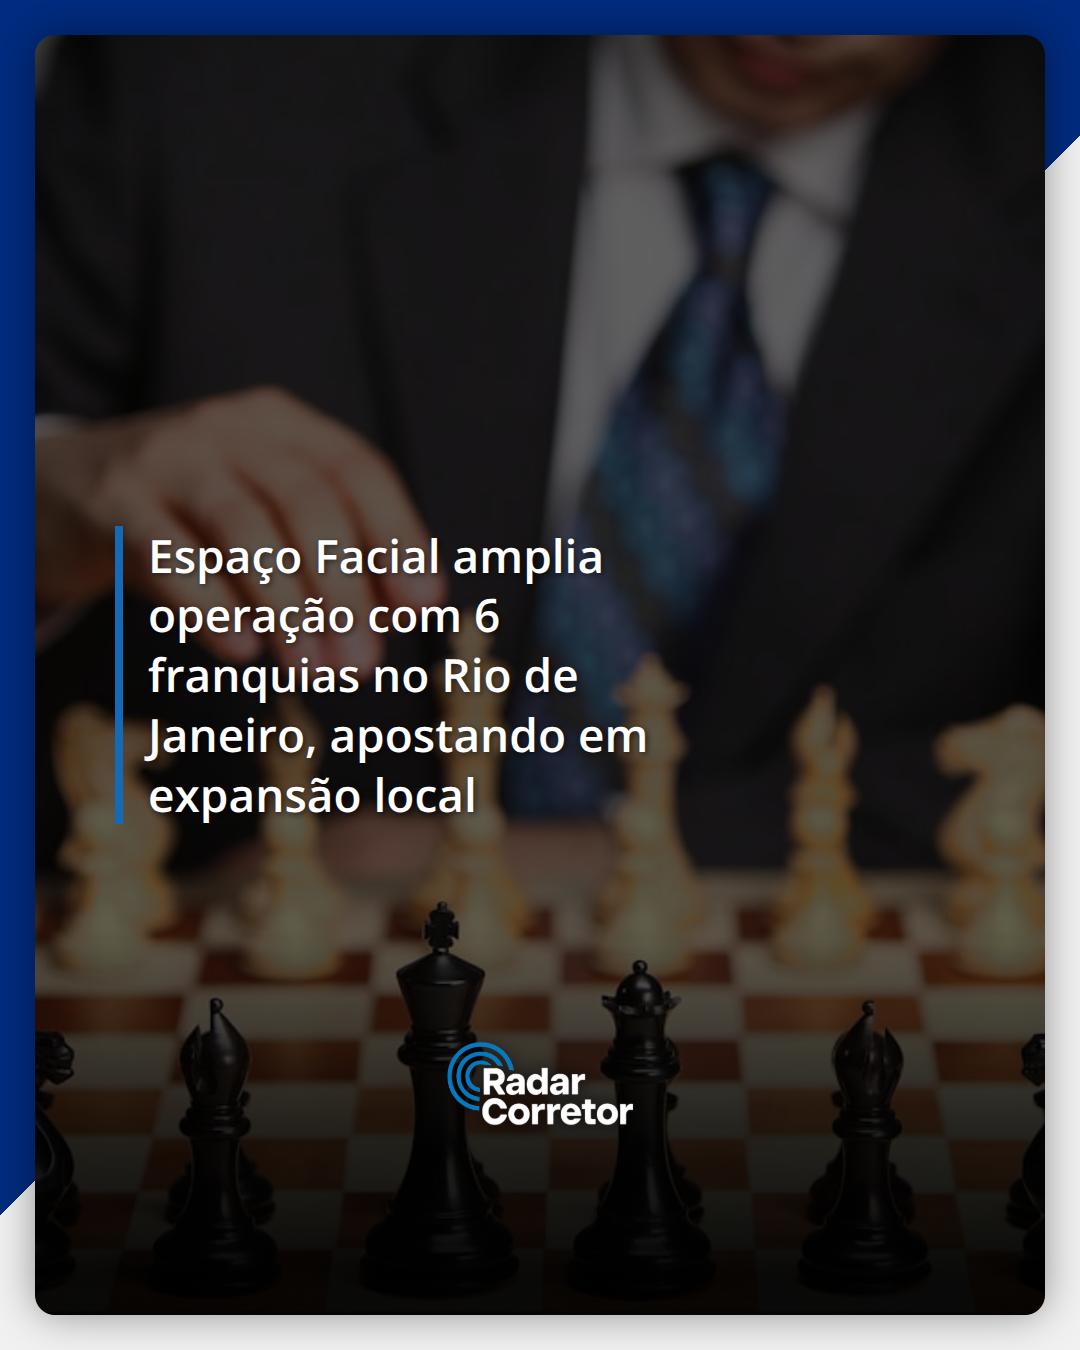 Espaço Facial amplia
operação com 6
franquias no Rio de
Janeiro, apostando em
expansão local
Radar
Corretor